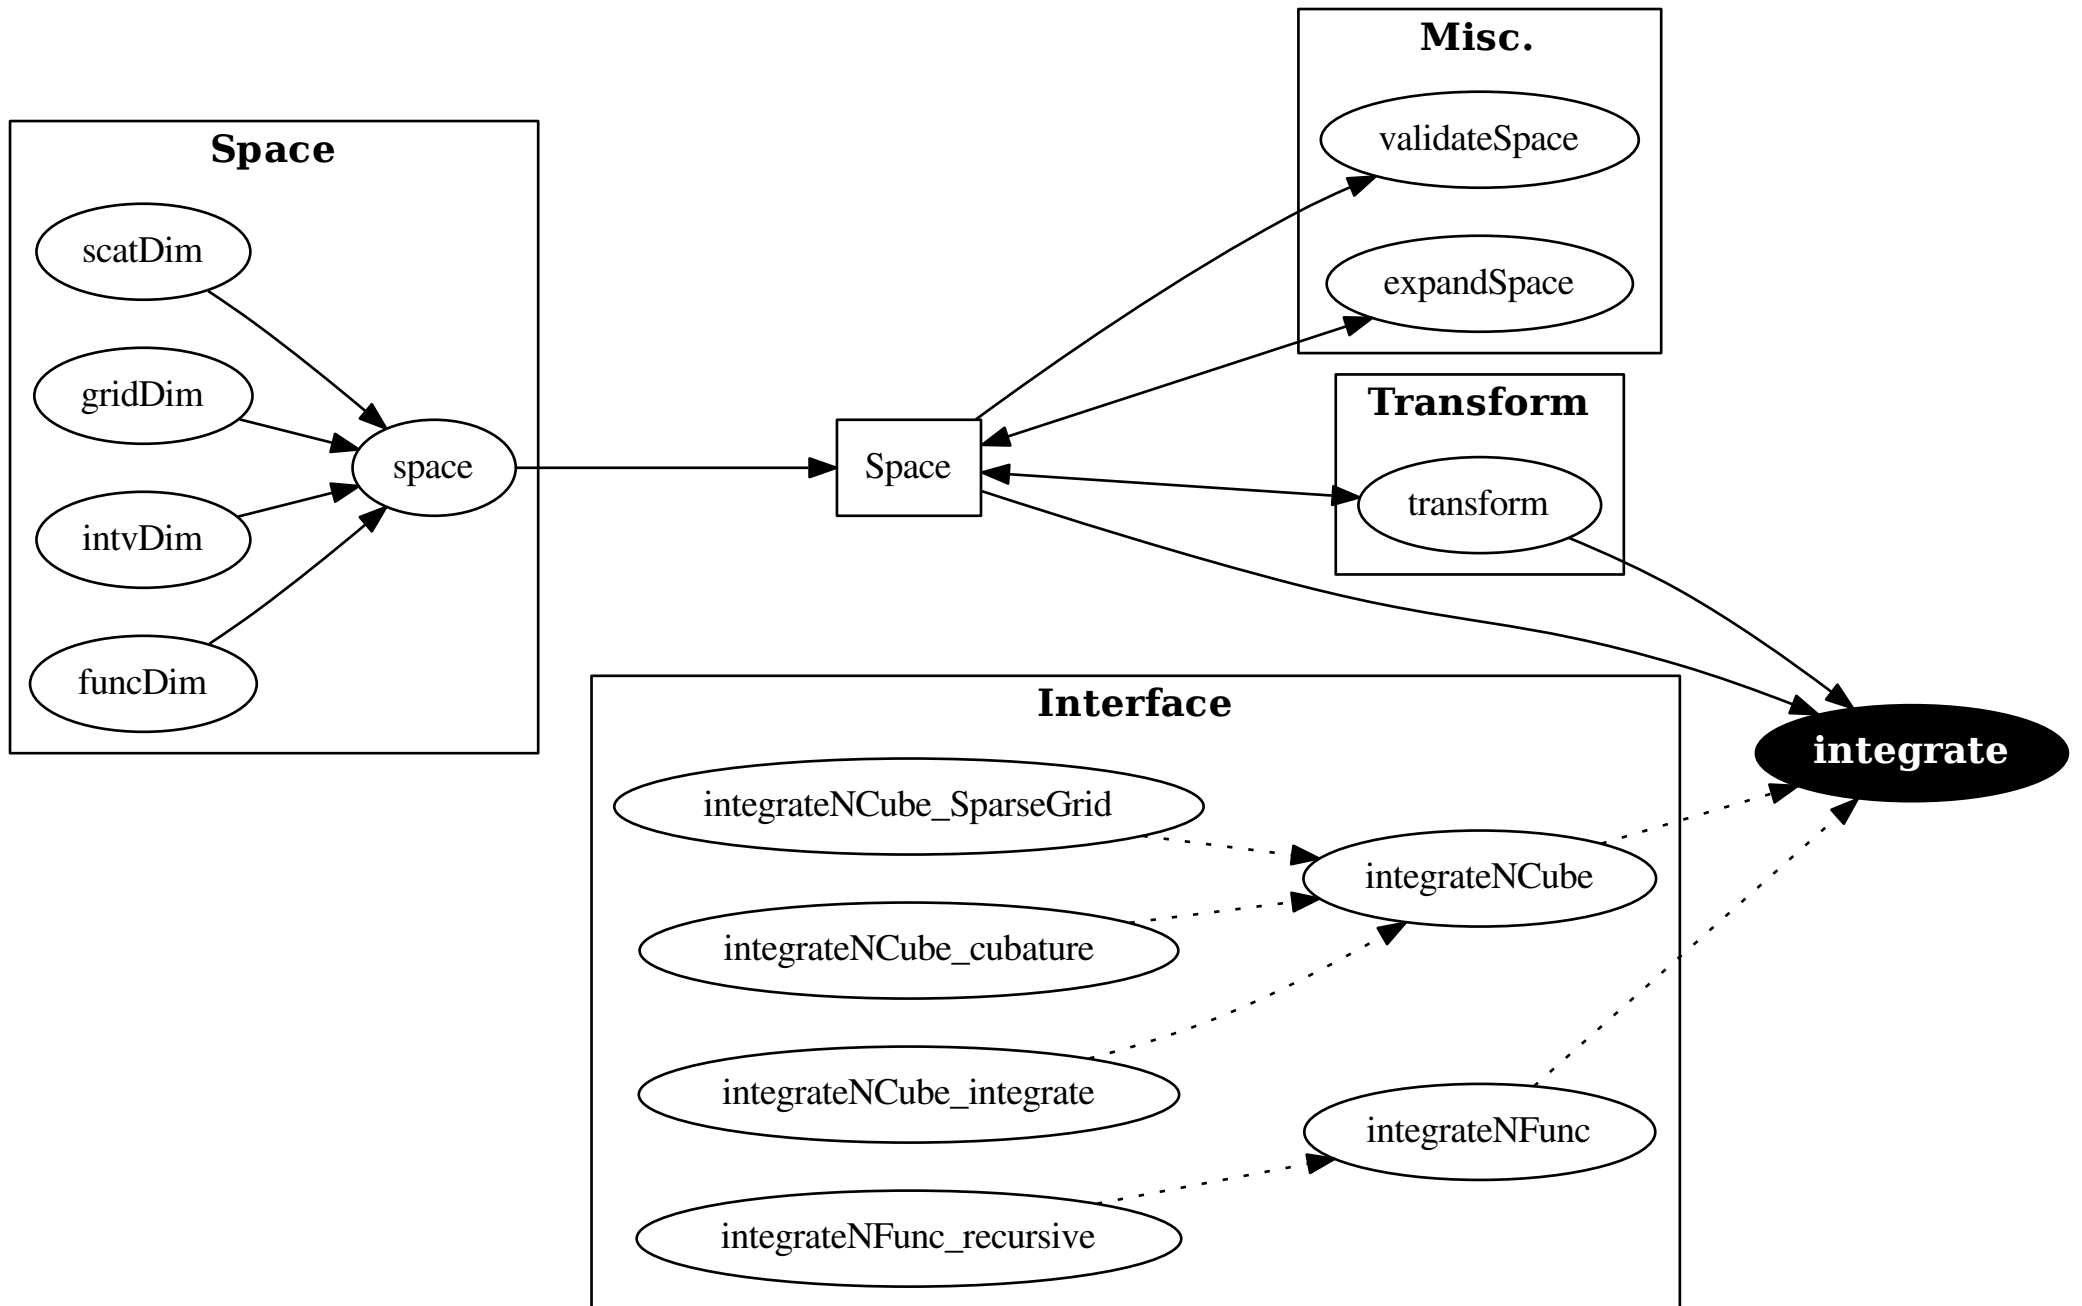 Space
scatDim
gridDim
intvDim
funcDim
space
Space
Misc.
validateSpace
expandSpace
Transform
transform
Interface
integrateNCube_SparseGrid
integrateNCube_cubature
integrateNCube_integrate
integrateNFunc_recursive
integrateNCube
integrateNFunc
integrate